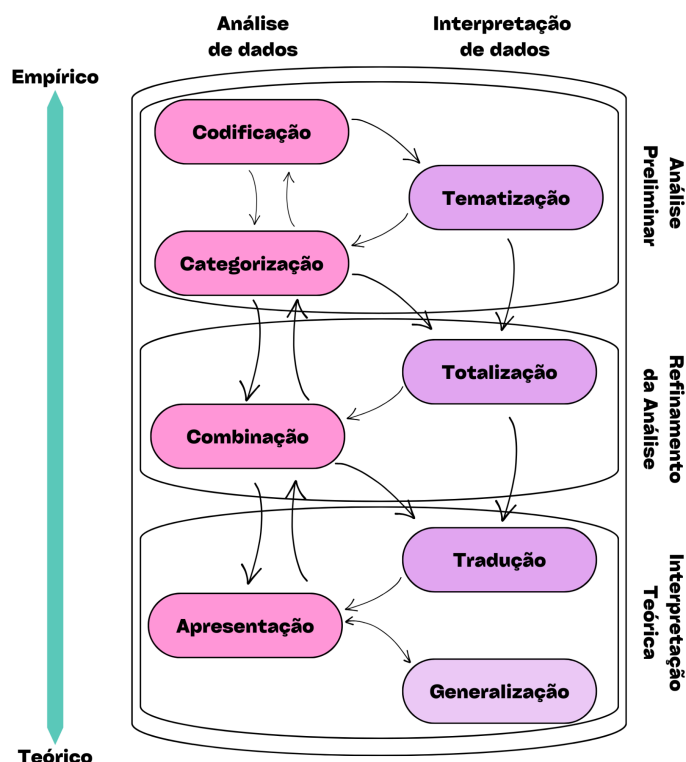 Análise
de dados
Interpretação
de dados
Empírico
Codificação
Tematização
Categorização
Análise
Preliminar
Totalização
Combinação
Refinamento
da Análise
Tradução
Apresentação
Generalização
Interpretação
Teórica
Teórico